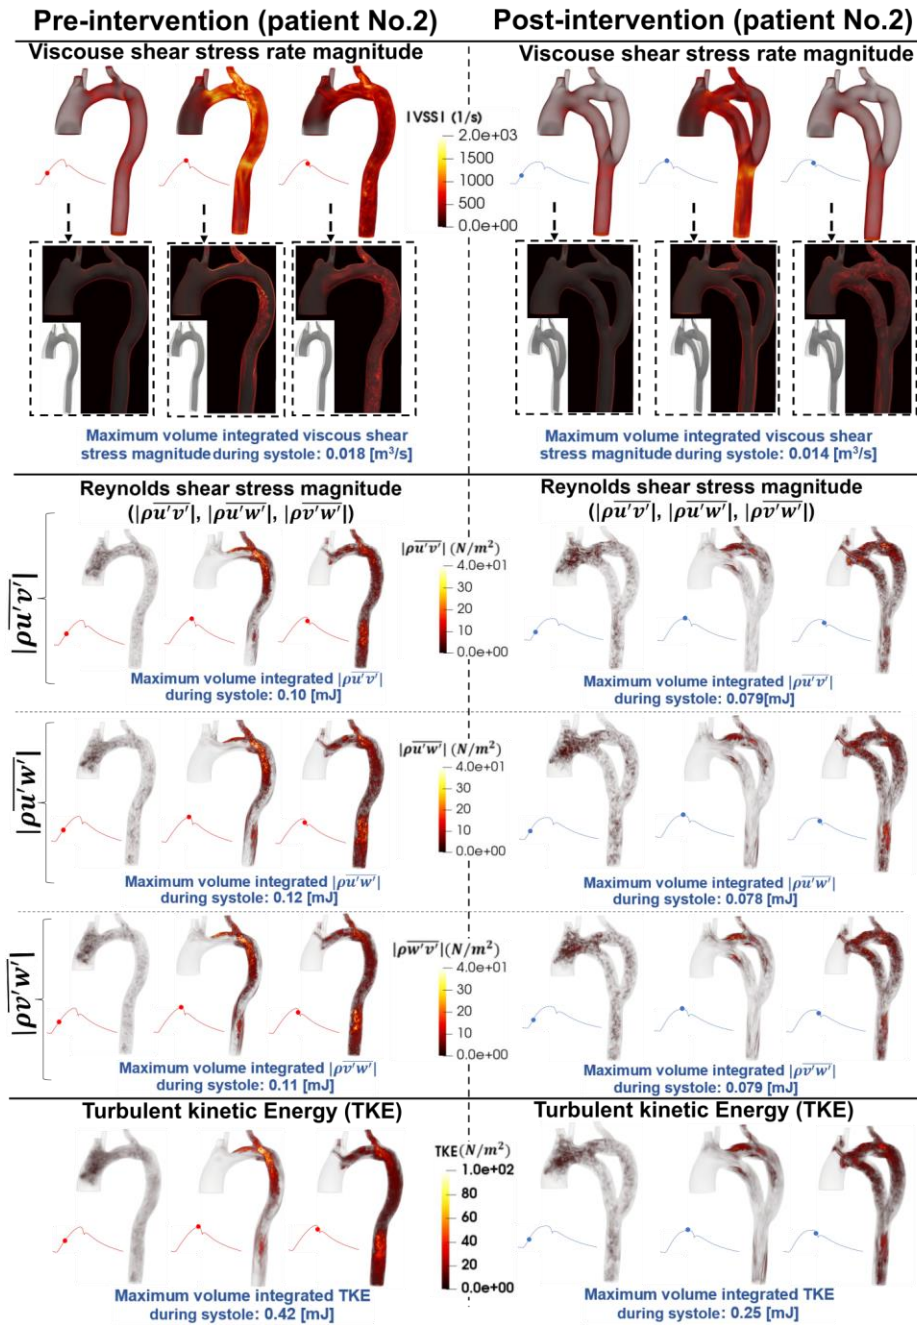 Pre-intervention (patient No.2)
Post-intervention (patient No.2)
Viscouse shear stress rate magnitude
Viscouse shear stress rate magnitude
|VSS| (1/s)
2.0e+03
1500
1000
500
0.0e+00
Maximum volume integrated viscous shear
stress magnitude during systole: 0.018 [m³/s]
Maximum volume integrated viscous shear
stress magnitude during systole: 0.014 [m³/s]
Reynolds shear stress magnitude
(|ρu'v'|, |ρu'w'|, |ρv'w'|)
Reynolds shear stress magnitude
(|ρu'v'|, |ρu'w'|, |ρv'w'|)
|ρu'v'|
|ρu'v'| (N/m²)
4.0e+01
30
20
10
0.0e+00
Maximum volume integrated |ρu'v'|
during systole: 0.10 [mJ]
Maximum volume integrated |ρu'v'|
during systole: 0.079[mJ]
|ρu'w'|
|ρu'w'| (N/m²)
4.0e+01
30
20
10
0.0e+00
Maximum volume integrated |ρu'w'|
during systole: 0.12 [mJ]
Maximum volume integrated |ρu'w'|
during systole: 0.078 [mJ]
|ρv'w'|
|ρw'v'|(N/m²)
4.0e+01
30
20
10
0.0e+00
Maximum volume integrated |ρv'w'|
during systole: 0.11 [mJ]
Maximum volume integrated |ρv'w'|
during systole: 0.079 [mJ]
Turbulent kinetic Energy (TKE)
Turbulent kinetic Energy (TKE)
TKE(N/m²)
1.0e+02
80
60
40
20
0.0e+00
Maximum volume integrated TKE
during systole: 0.42 [mJ]
Maximum volume integrated TKE
during systole: 0.25 [mJ]